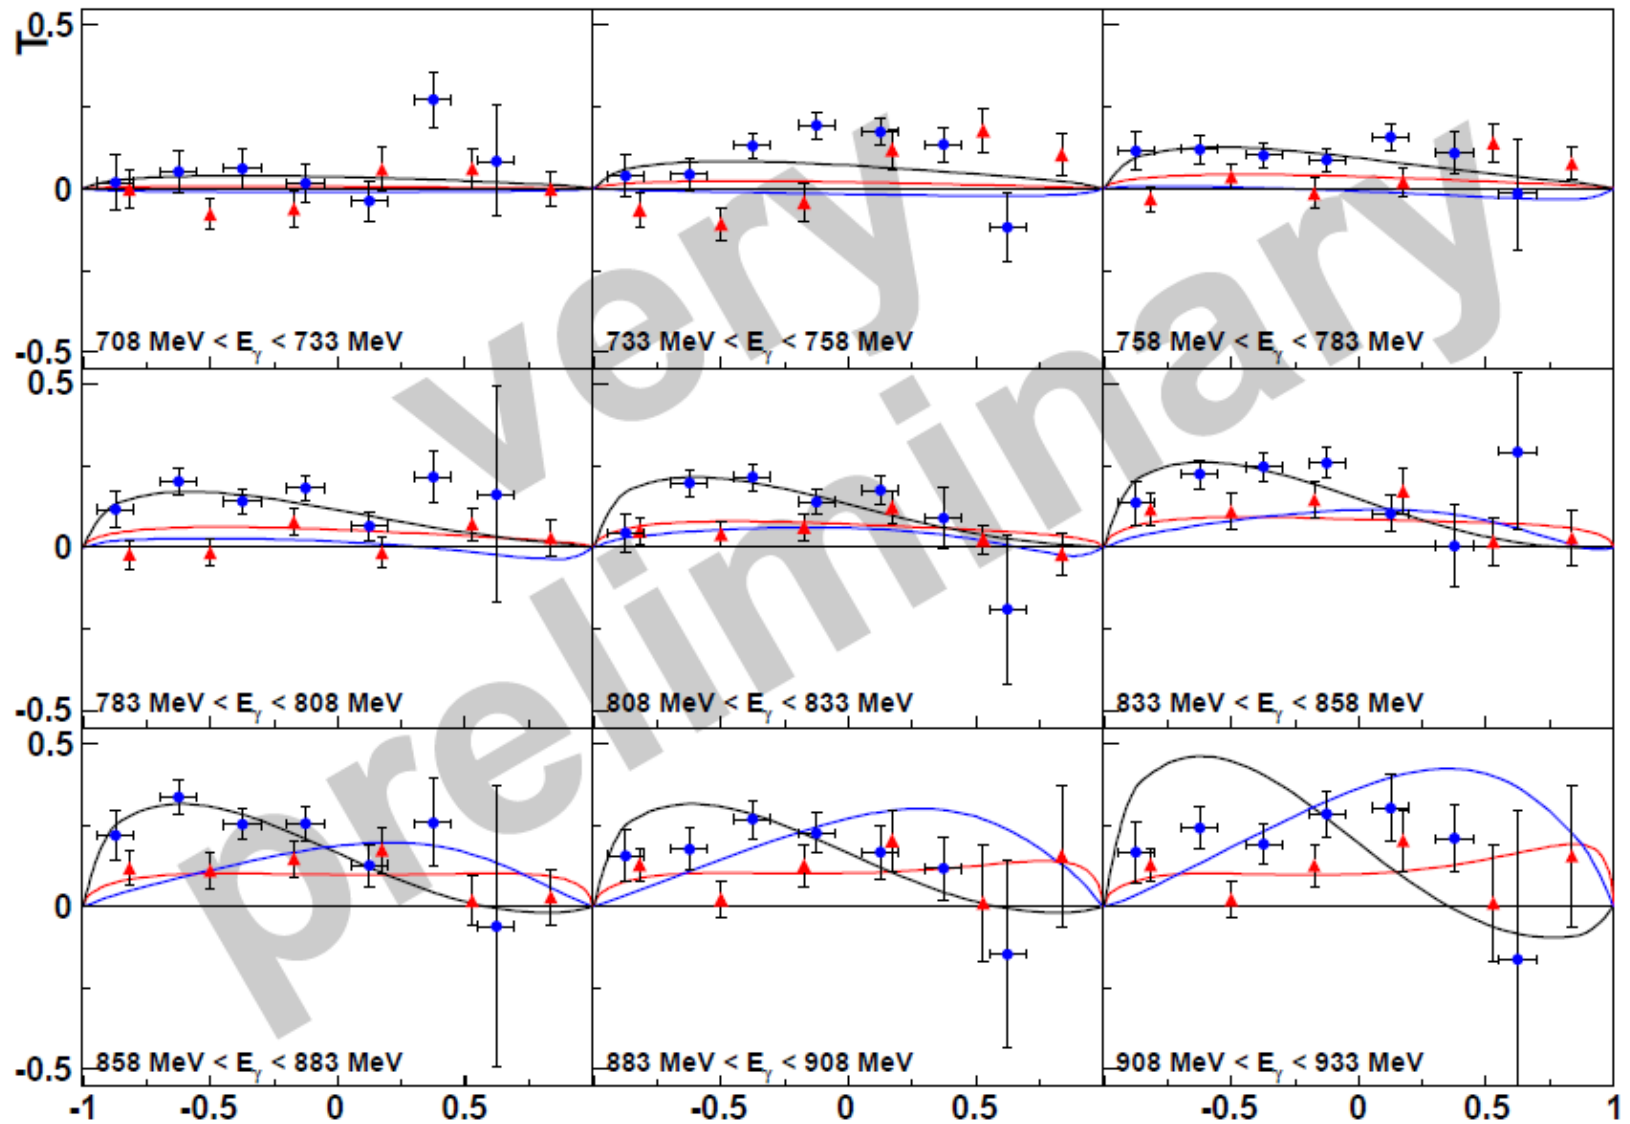 T
0.5
0
-0.5
708 MeV < Eγ < 733 MeV
733 MeV < Eγ < 758 MeV
758 MeV < Eγ < 783 MeV
0.5
0
-0.5
783 MeV < Eγ < 808 MeV
808 MeV < Eγ < 833 MeV
833 MeV < Eγ < 858 MeV
0.5
0
-0.5
858 MeV < Eγ < 883 MeV
883 MeV < Eγ < 908 MeV
908 MeV < Eγ < 933 MeV
-1 -0.5 0 0.5 -0.5 0 0.5 -0.5 0 0.5 1
very
preliminary